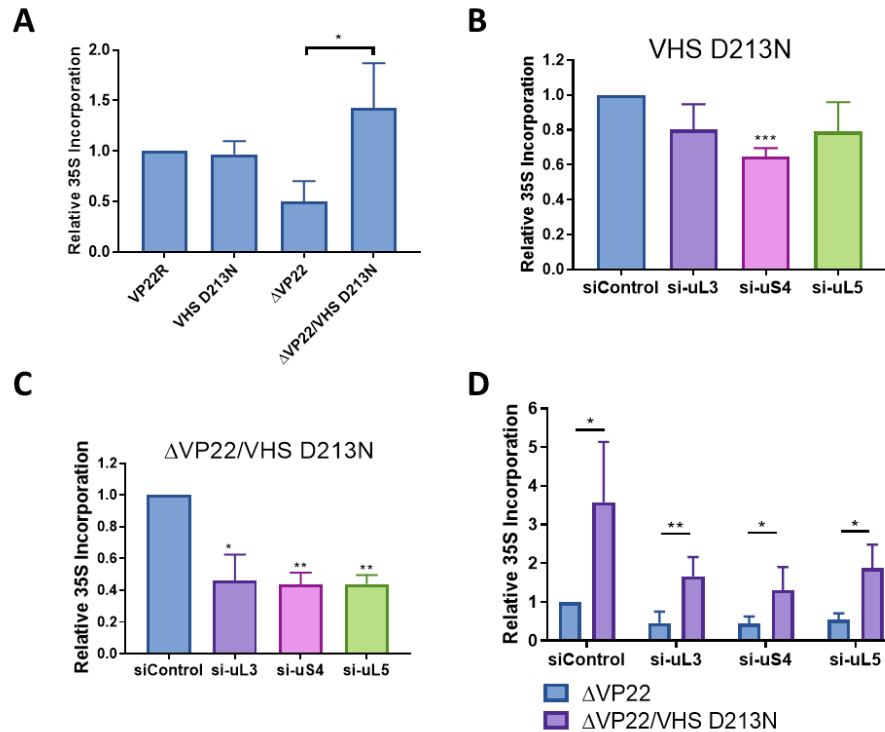 A
Relative 35S Incorporation
2.0
1.5
1.0
0.5
0.0
*
VP22R
VHS D213N
ΔVP22
ΔVP22/VHS D213N
B
VHS D213N
Relative 35S Incorporation
1.2
1.0
0.8
0.6
0.4
0.2
0.0
***
siControl si-uL3 si-uS4 si-uL5
C
ΔVP22/VHS D213N
Relative 35S Incorporation
1.2
1.0
0.8
0.6
0.4
0.2
0.0
* ** **
siControl si-uL3 si-uS4 si-uL5
D
Relative 35S Incorporation
6
5
4
3
2
1
0
* ** * *
siControl si-uL3 si-uS4 si-uL5
ΔVP22
ΔVP22/VHS D213N